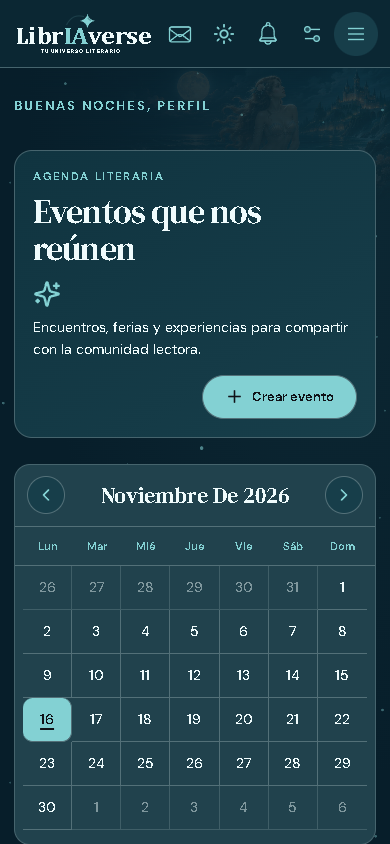 LibrIAverse
TU UNIVERSO LITERARIO
BUENAS NOCHES, PERFIL
AGENDA LITERARIA
Eventos que nos
reúnen
Encuentros, ferias y experiencias para compartir
con la comunidad lectora.
+ Crear evento
Noviembre De 2026
Lun Mar Mié Jue Vie Sáb Dom
26 27 28 29 30 31 1
2 3 4 5 6 7 8
9 10 11 12 13 14 15
16 17 18 19 20 21 22
23 24 25 26 27 28 29
30 1 2 3 4 5 6